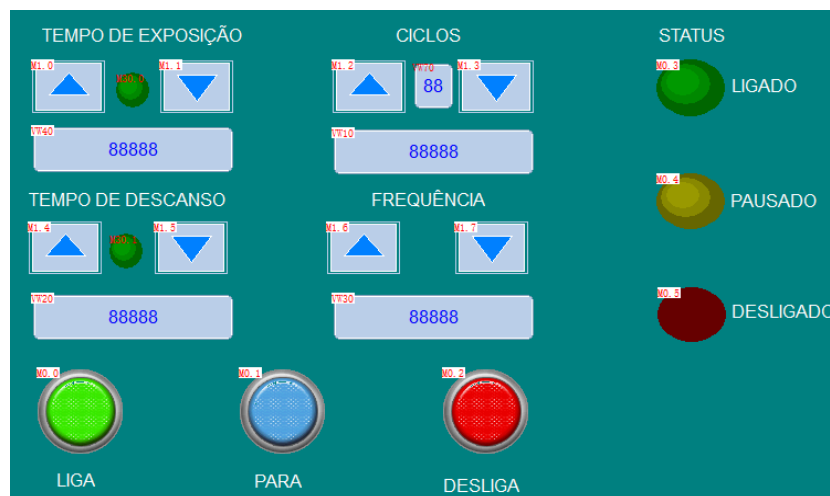 TEMPO DE EXPOSIÇÃO CICLOS STATUS
M1.0 M1.1 M1.2 VW70 M1.3 M0.3
88 LIGADO
VW40 VW10
88888 88888
M0.4
TEMPO DE DESCANSO FREQUÊNCIA PAUSADO
M1.4 M1.5 M1.6 M1.7
VW20 VW30 M0.5
88888 88888 DESLIGADO
M0.0 M0.1 M0.2
LIGA PARA DESLIGA